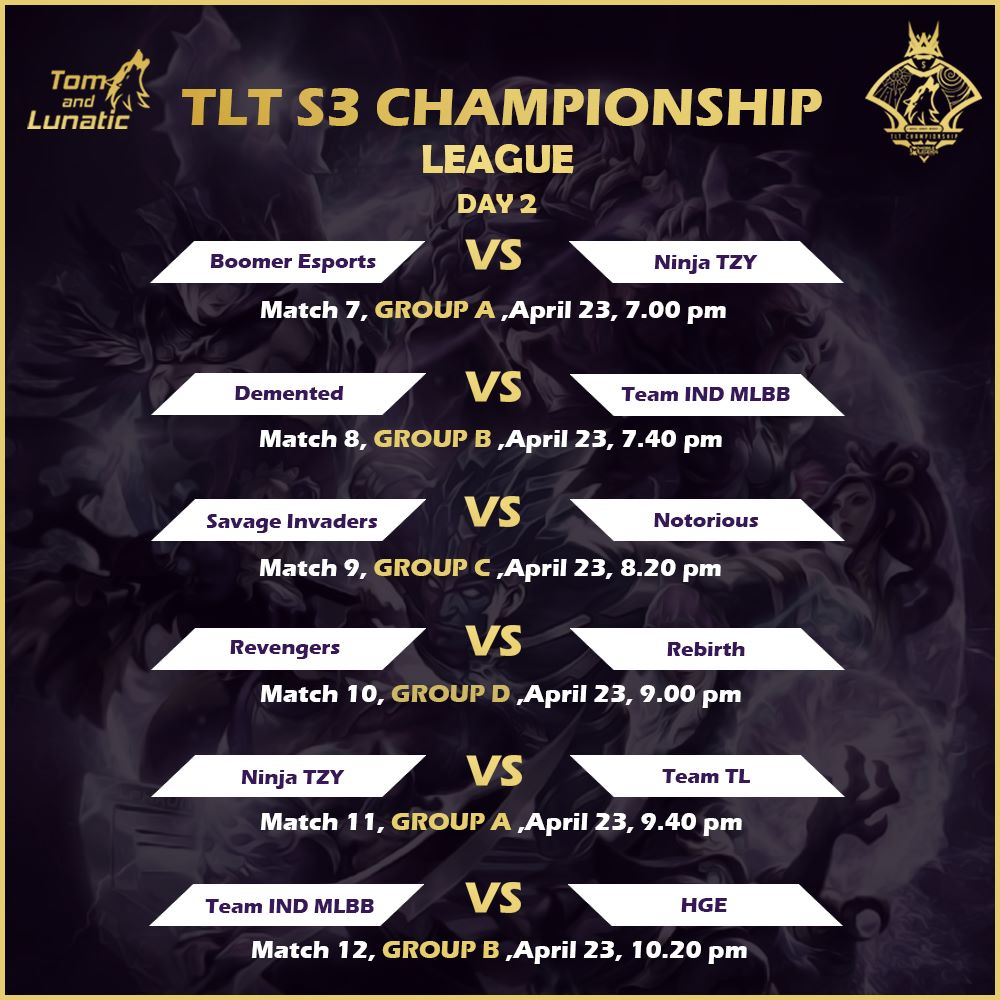 Tom
and
Lunatic
TLT S3 CHAMPIONSHIP
LEAGUE
DAY 2
TLT CHAMPIONSHIP
Boomer Esports VS Ninja TZY
Match 7, GROUP A ,April 23, 7.00 pm
Demented VS Team IND MLBB
Match 8, GROUP B ,April 23, 7.40 pm
Savage Invaders VS Notorious
Match 9, GROUP C ,April 23, 8.20 pm
Revengers VS Rebirth
Match 10, GROUP D ,April 23, 9.00 pm
Ninja TZY VS Team TL
Match 11, GROUP A ,April 23, 9.40 pm
Team IND MLBB VS HGE
Match 12, GROUP B ,April 23, 10.20 pm